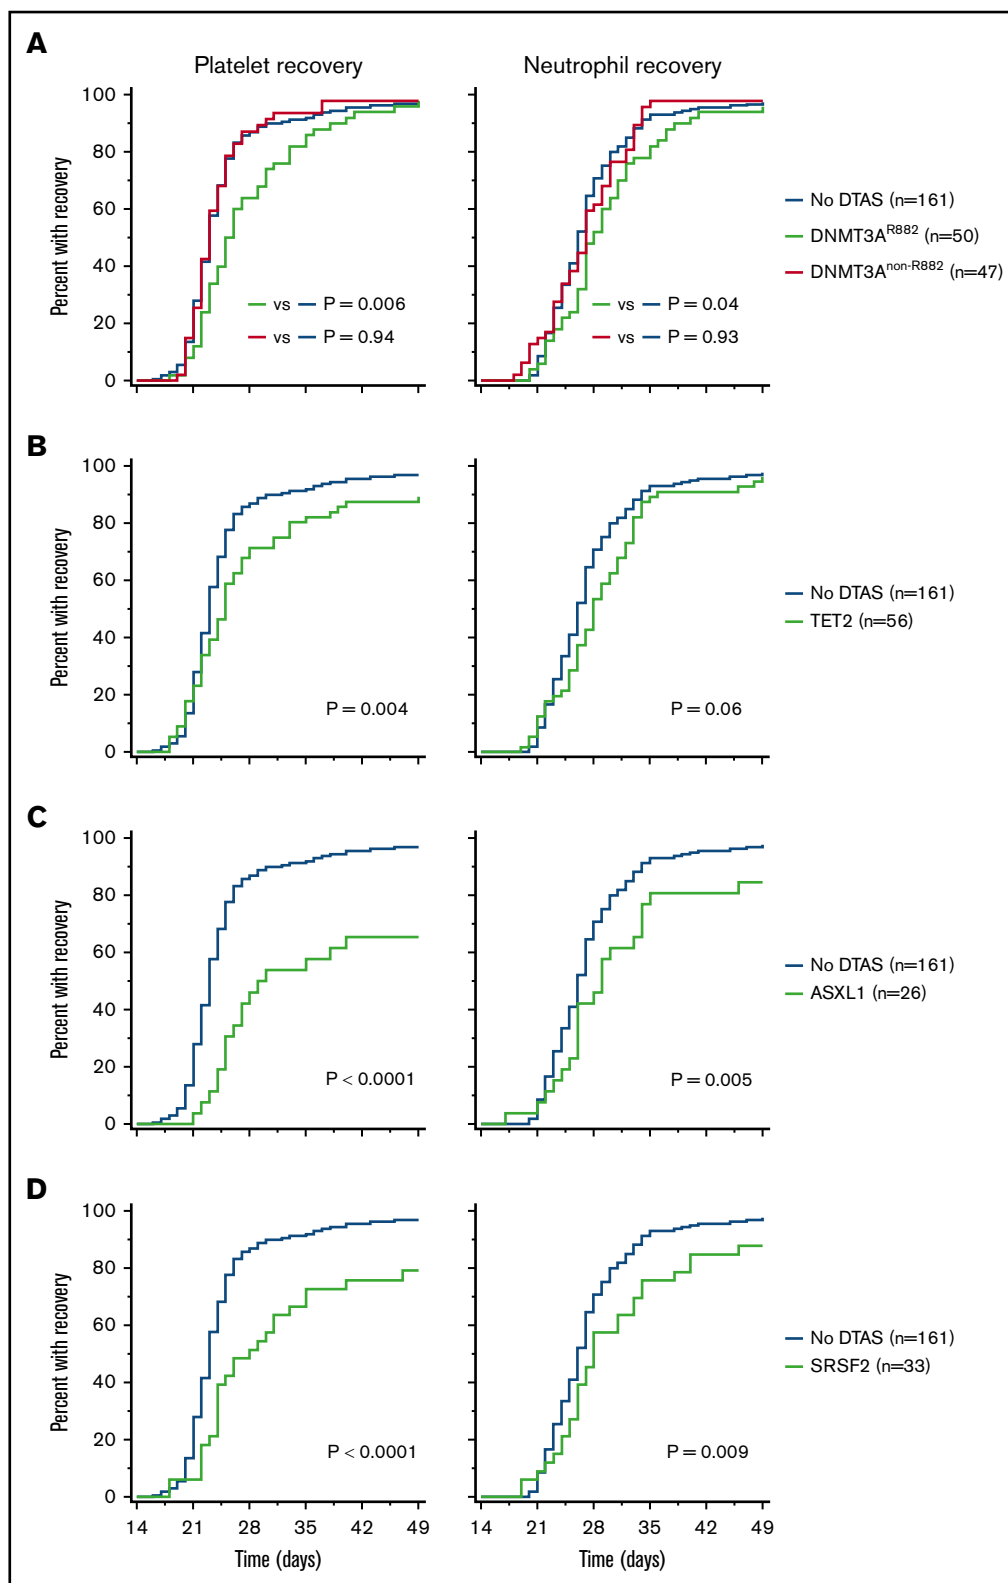 A
Platelet recovery
Neutrophil recovery
Percent with recovery
100
80
60
40
20
0
vs P = 0.006
vs P = 0.94
vs P = 0.04
vs P = 0.93
No DTAS (n=161)
DNMT3A^R882 (n=50)
DNMT3A^non-R882 (n=47)
B
Percent with recovery
100
80
60
40
20
0
P = 0.004
P = 0.06
No DTAS (n=161)
TET2 (n=56)
C
Percent with recovery
100
80
60
40
20
0
P < 0.0001
P = 0.005
No DTAS (n=161)
ASXL1 (n=26)
D
Percent with recovery
100
80
60
40
20
0
P < 0.0001
P = 0.009
No DTAS (n=161)
SRSF2 (n=33)
14 21 28 35 42 49
14 21 28 35 42 49
Time (days)
Time (days)